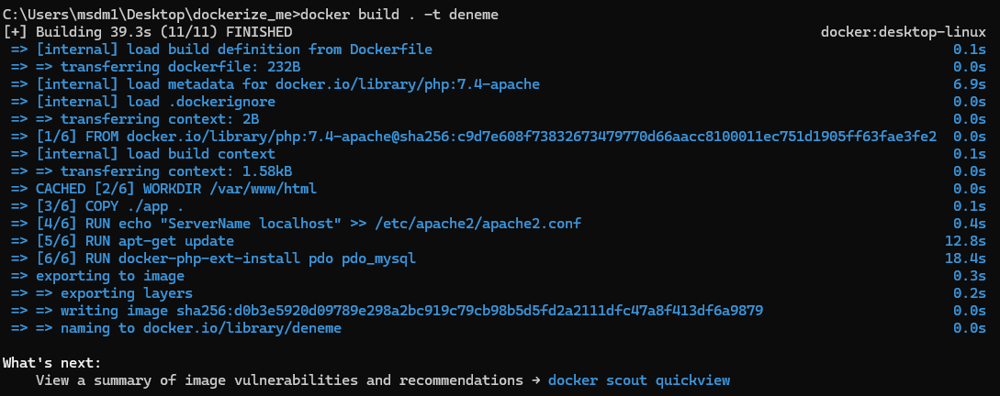 C:\Users\msdm1\Desktop\dockerize_me>docker build . -t deneme
[+] Building 39.3s (11/11) FINISHED docker:desktop-linux
=> [internal] load build definition from Dockerfile 0.1s
=> => transferring dockerfile: 232B 0.0s
=> [internal] load metadata for docker.io/library/php:7.4-apache 6.9s
=> [internal] load .dockerignore 0.0s
=> => transferring context: 2B 0.0s
=> [1/6] FROM docker.io/library/php:7.4-apache@sha256:c9d7e608f73832673479770d66aacc8100011ec751d1905ff63fae3fe2 0.0s
=> [internal] load build context 0.1s
=> => transferring context: 1.58kB 0.0s
=> CACHED [2/6] WORKDIR /var/www/html 0.0s
=> [3/6] COPY ./app . 0.1s
=> [4/6] RUN echo "ServerName localhost" >> /etc/apache2/apache2.conf 0.4s
=> [5/6] RUN apt-get update 12.8s
=> [6/6] RUN docker-php-ext-install pdo pdo_mysql 18.4s
=> exporting to image 0.3s
=> => exporting layers 0.2s
=> => writing image sha256:d0b3e5920d09789e298a2bc919c79cb98b5d5fd2a2111dfc47a8f413df6a9879 0.0s
=> => naming to docker.io/library/deneme 0.0s
What's next:
View a summary of image vulnerabilities and recommendations → docker scout quickview